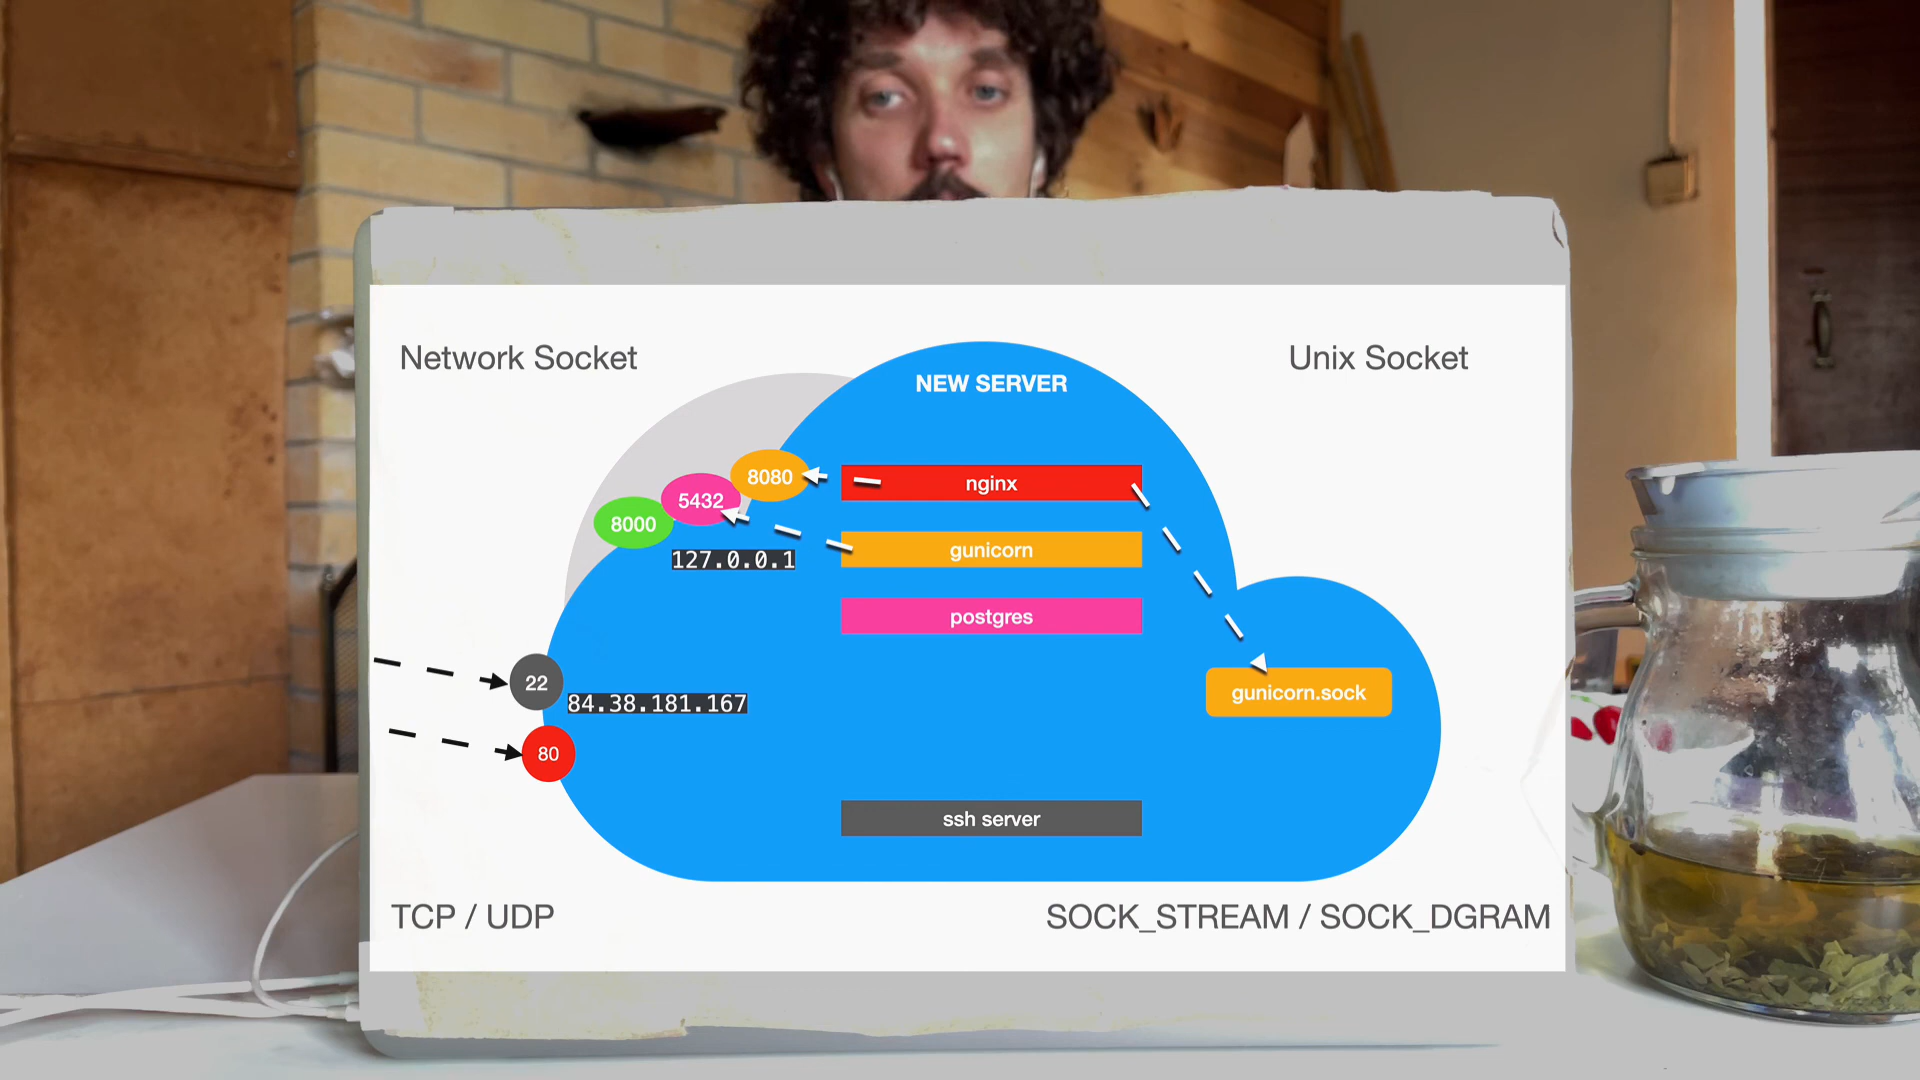 Network Socket
Unix Socket
NEW SERVER
8080
nginx
5432
8000
gunicorn
127.0.0.1
postgres
22
gunicorn.sock
84.38.181.167
80
ssh server
TCP / UDP
SOCK_STREAM / SOCK_DGRAM